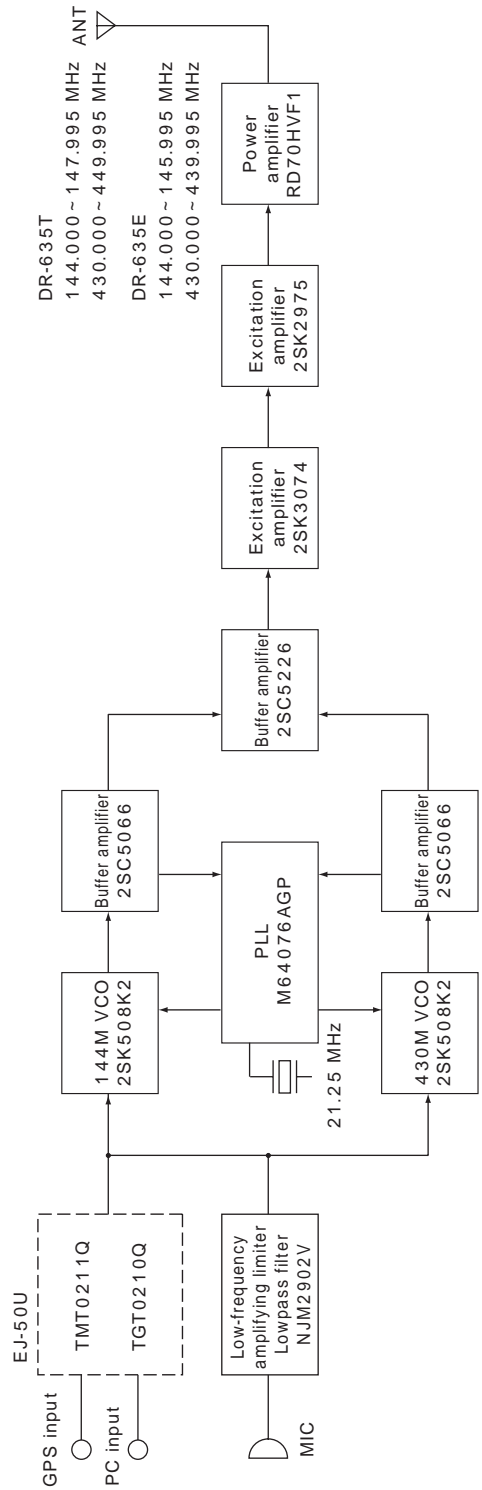 EJ-50U
GPS input
PC input
TMT0211Q
TGT0210Q
MIC
Low-frequency
amplifying limiter
Lowpass filter
NJM2902V
144M VCO
2SK508K2
Buffer amplifier
2SC5066
PLL
M64076AGP
21.25 MHz
430M VCO
2SK508K2
Buffer amplifier
2SC5066
Buffer amplifier
2SC5226
Excitation
amplifier
2SK3074
Excitation
amplifier
2SK2975
Power
amplifier
RD70HVF1
ANT
DR-635T
144.000~147.995 MHz
430.000~449.995 MHz
DR-635E
144.000~145.995 MHz
430.000~439.995 MHz